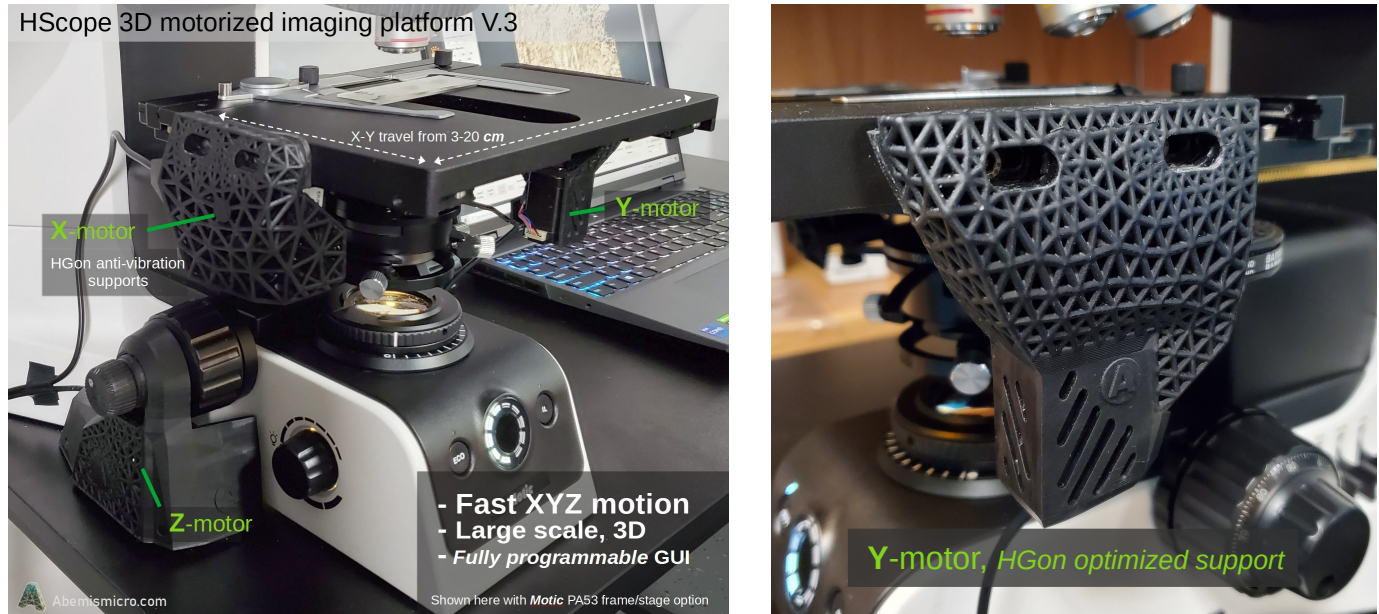 HScope 3D motorized imaging platform V.3
X-Y travel from 3-20 cm
Y-motor
X-motor
HGon anti-vibration
supports
IL
ECO
Z-motor
- Fast XYZ motion
- Large scale, 3D
- Fully programmable GUI
Abemismicro.com
Shown here with Motic PA53 frame/stage option
A
Y-motor, HGon optimized support